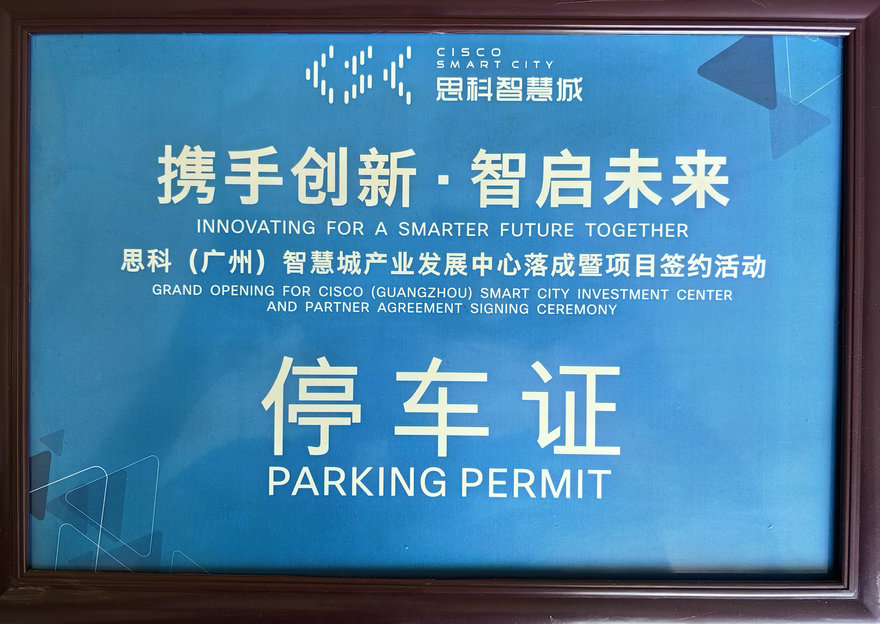 CSC
CISCO
SMART CITY
思科智慧城
携手创新·智启未来
INNOVATING FOR A SMARTER FUTURE TOGETHER
思科（广州）智慧城产业发展中心落成暨项目签约活动
GRAND OPENING FOR CISCO (GUANGZHOU) SMART CITY INVESTMENT CENTER
AND PARTNER AGREEMENT SIGNING CEREMONY
停车证
PARKING PERMIT